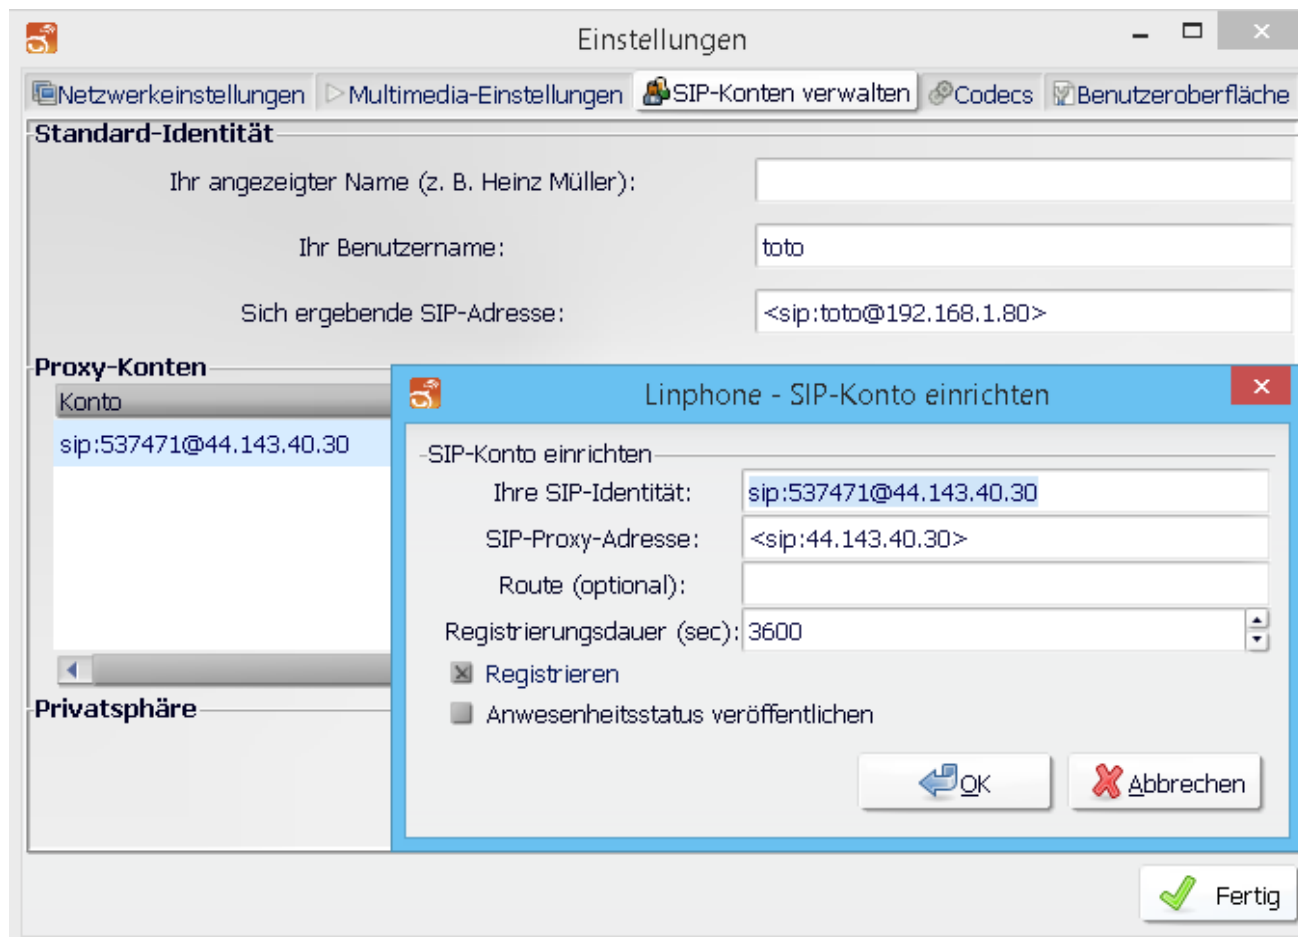 Einstellungen
Netzwerkeinstellungen Multimedia-Einstellungen SIP-Konten verwalten Codecs Benutzeroberfläche
Standard-Identität
Ihr angezeigter Name (z. B. Heinz Müller):
Ihr Benutzername: toto
Sich ergebende SIP-Adresse: <sip:toto@192.168.1.80>
Proxy-Konten
Konto
sip:537471@44.143.40.30
Privatsphäre
Linphone - SIP-Konto einrichten
SIP-Konto einrichten
Ihre SIP-Identität: sip:537471@44.143.40.30
SIP-Proxy-Adresse: <sip:44.143.40.30>
Route (optional):
Registrierungsdauer (sec): 3600
Registrieren
Anwesenheitsstatus veröffentlichen
OK Abbrechen
Fertig